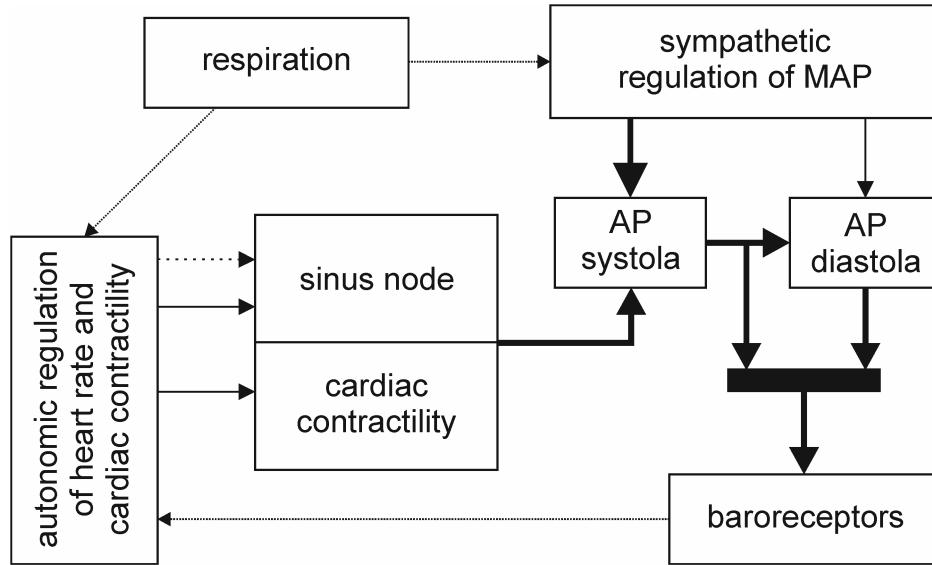 respiration
sympathetic
regulation of MAP
AP
systola
AP
diastola
autonomic regulation
of heart rate and
cardiac contractility
sinus node
cardiac
contractility
baroreceptors